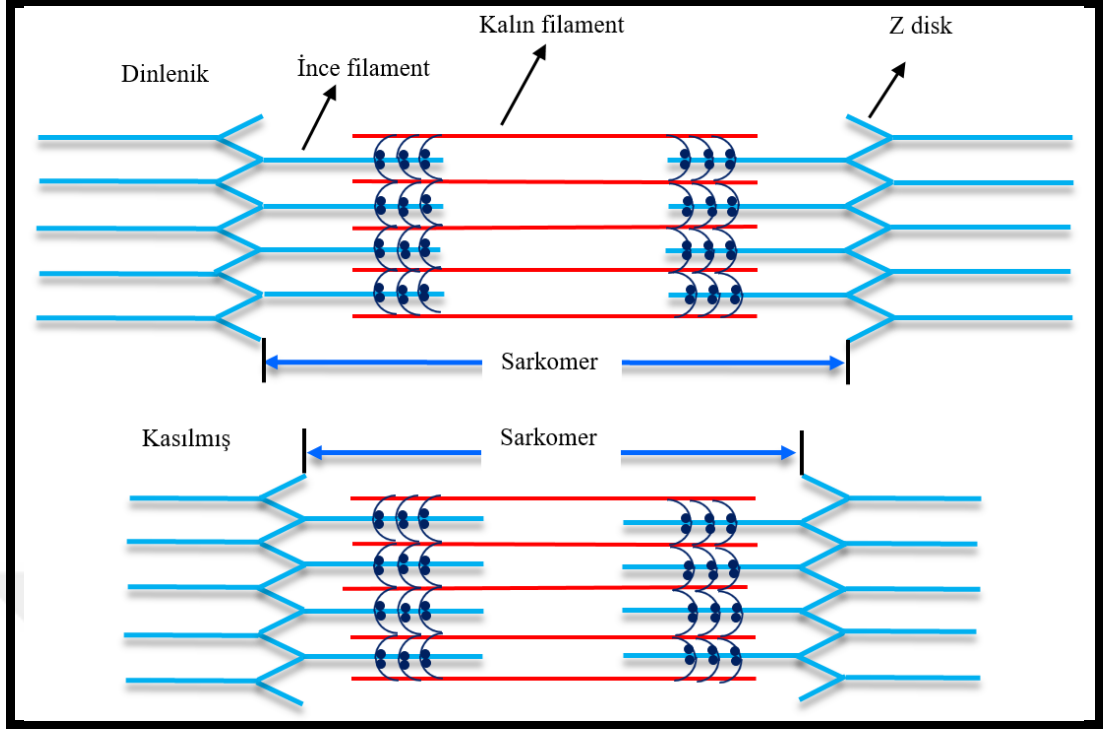 Kalın filament
Z disk
Dinlenik
İnce filament
Sarkomer
Kasılmış
Sarkomer